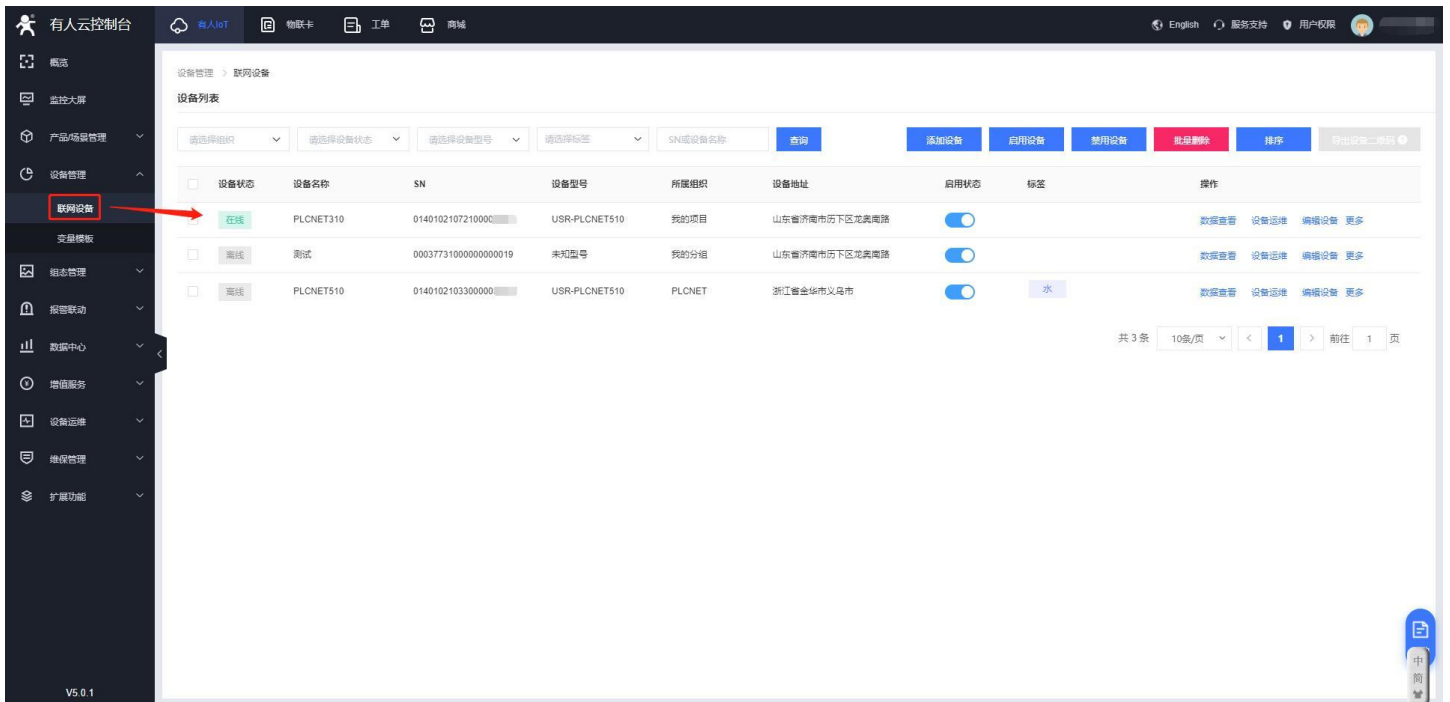 有人云控制台 有人IoT 物联卡 工单 商城 English 服务支持 用户权限
概览
监控大屏
产品/场景管理
设备管理
联网设备
变量模板
组态管理
报警联动
数据中心
增值服务
设备运维
维保管理
扩展功能
V5.0.1
设备管理 > 联网设备
设备列表
请选择组织 请选择设备状态 请选择设备型号 请选择标签 SN或设备名称 查询 添加设备 启用设备 禁用设备 批量删除 排序 导出设备二维码
设备状态 设备名称 SN 设备型号 所属组织 设备地址 启用状态 标签 操作
在线 PLCNET310 0140102107210000 USR-PLCNET510 我的项目 山东省济南市历下区龙奥南路 数据查看 设备运维 编辑设备 更多
离线 测试 00037731000000000019 未知型号 我的分组 山东省济南市历下区龙奥南路 数据查看 设备运维 编辑设备 更多
离线 PLCNET510 0140102103300000 USR-PLCNET510 PLCNET 浙江省金华市义乌市 水 数据查看 设备运维 编辑设备 更多
共 3 条 10条/页 < 1 > 前往 1 页
中
简